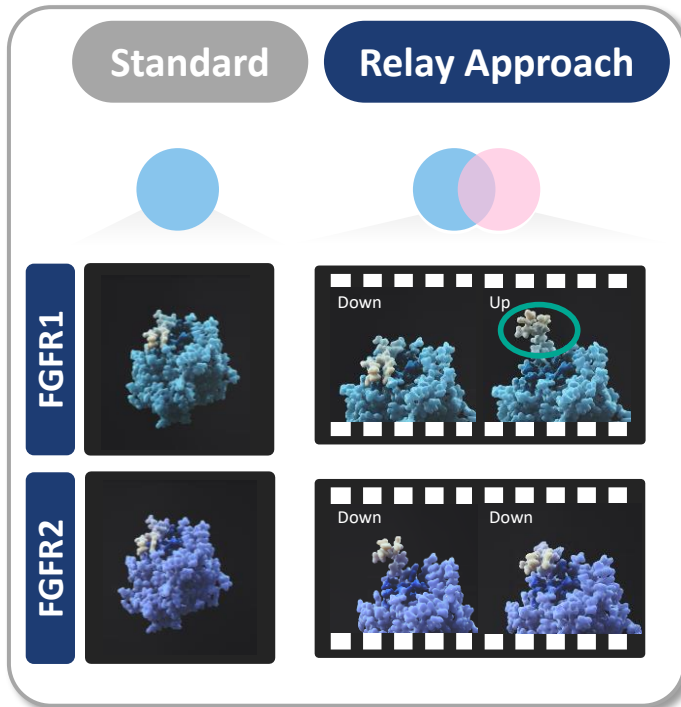 Standard
Relay Approach
FGFR1
Down
Up
FGFR2
Down
Down